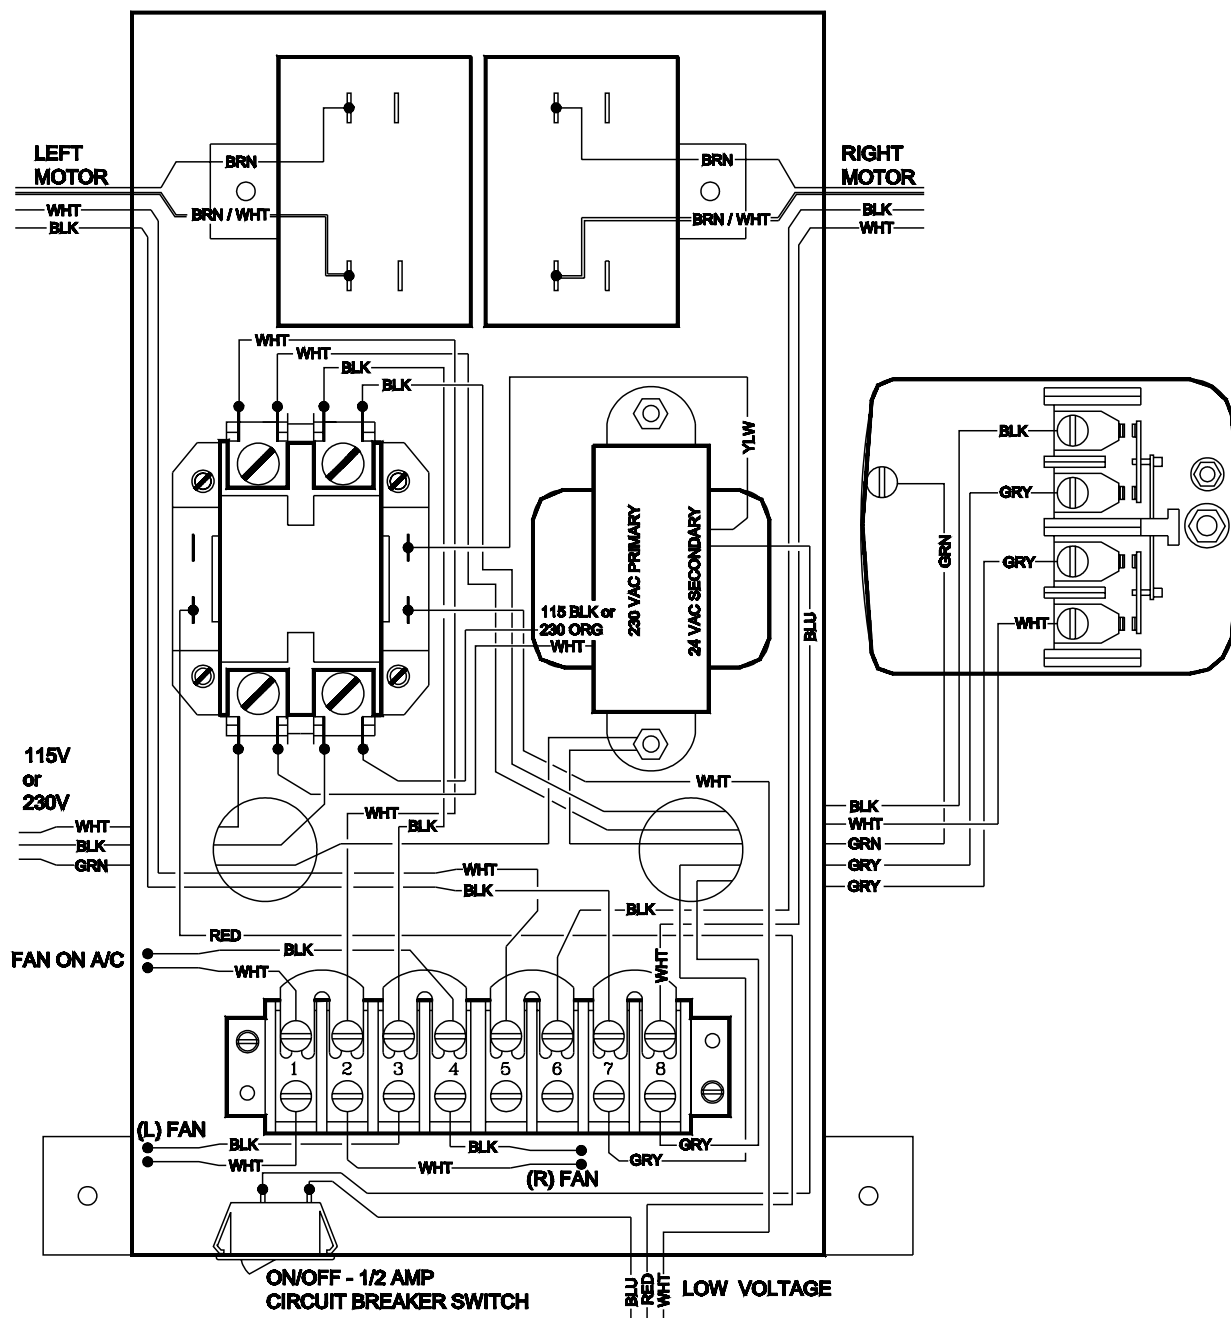 LEFT
MOTOR
BRN
BRN
RIGHT
MOTOR
WHT
BRN / WHT
BRN / WHT
BLK
BLK
WHT
WHT
WHT
BLK
BLK
YLW
BLK
GRY
GRN
GRY
WHT
230 VAC PRIMARY
24 VAC SECONDARY
115 BLK or
230 ORG
WHT
BLU
115V
or
230V
WHT
BLK
GRN
WHT
BLK
WHT
BLK
WHT
GRN
GRY
GRY
WHT
BLK
BLK
RED
FAN ON A/C
BLK
WHT
WHT
1 2 3 4 5 6 7 8
(L) FAN
BLK
WHT
WHT
BLK
(R) FAN
GRY
GRY
ON/OFF - 1/2 AMP
CIRCUIT BREAKER SWITCH
BLU
RED
WHT
LOW VOLTAGE